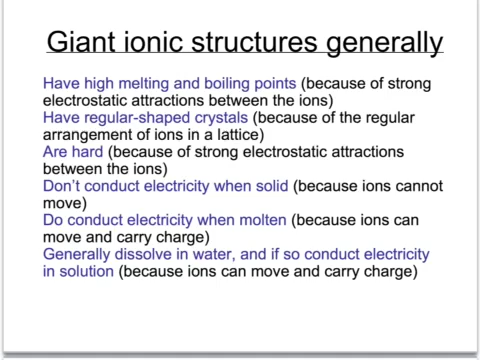 Giant ionic structures generally
Have high melting and boiling points (because of strong
electrostatic attractions between the ions)
Have regular-shaped crystals (because of the regular
arrangement of ions in a lattice)
Are hard (because of strong electrostatic attractions
between the ions)
Don’t conduct electricity when solid (because ions cannot
move)
Do conduct electricity when molten (because ions can
move and carry charge)
Generally dissolve in water, and if so conduct electricity
in solution (because ions can move and carry charge)